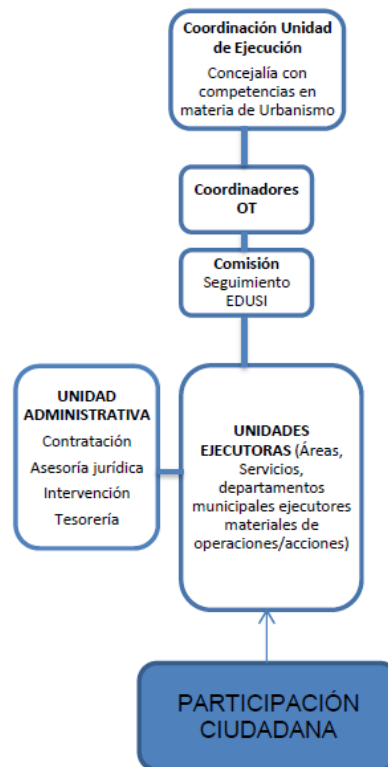 Coordinación Unidad
de Ejecución
Concejalía con
competencias en
materia de Urbanismo
Coordinadores
OT
Comisión
Seguimiento
EDUSI
UNIDAD
ADMINISTRATIVA
Contratación
Asesoría jurídica
Intervención
Tesorería
UNIDADES
EJECUTORAS (Áreas,
Servicios,
departamentos
municipales ejecutores
materiales de
operaciones/acciones)
PARTICIPACIÓN
CIUDADANA